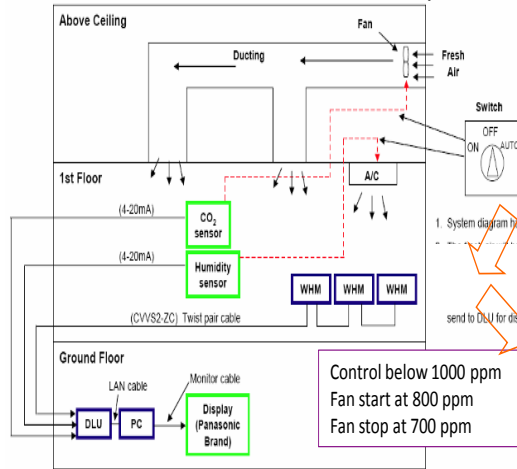 Above Ceiling
Fan
Ducting
Fresh
Air
Switch
OFF
ON
AUTO
1st Floor
A/C
(4-20mA)
CO2
sensor
(4-20mA)
Humidity
sensor
1. System diagram
WHM
WHM
WHM
(CVVS2-ZC) Twist pair cable
send to DLU for
Ground Floor
LAN cable
Monitor cable
DLU
PC
Display
(Panasonic
Brand)
Control below 1000 ppm
Fan start at 800 ppm
Fan stop at 700 ppm